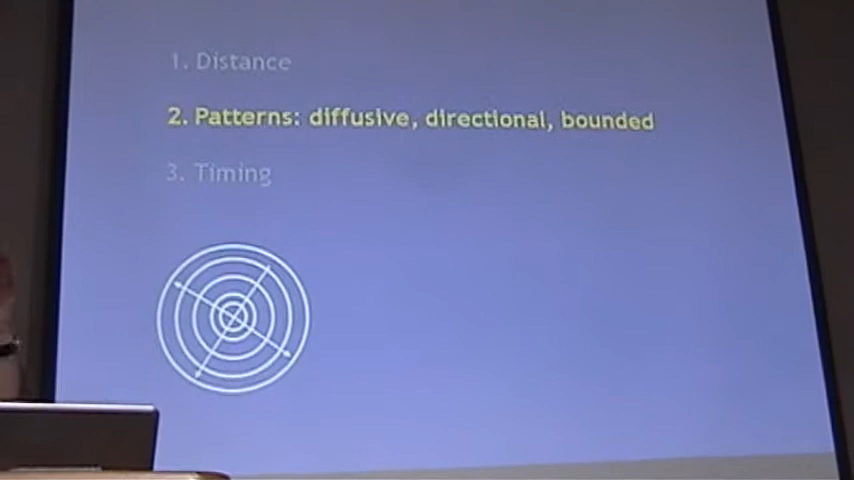 1. Distance
2. Patterns: diffusive, directional, bounded
3. Timing